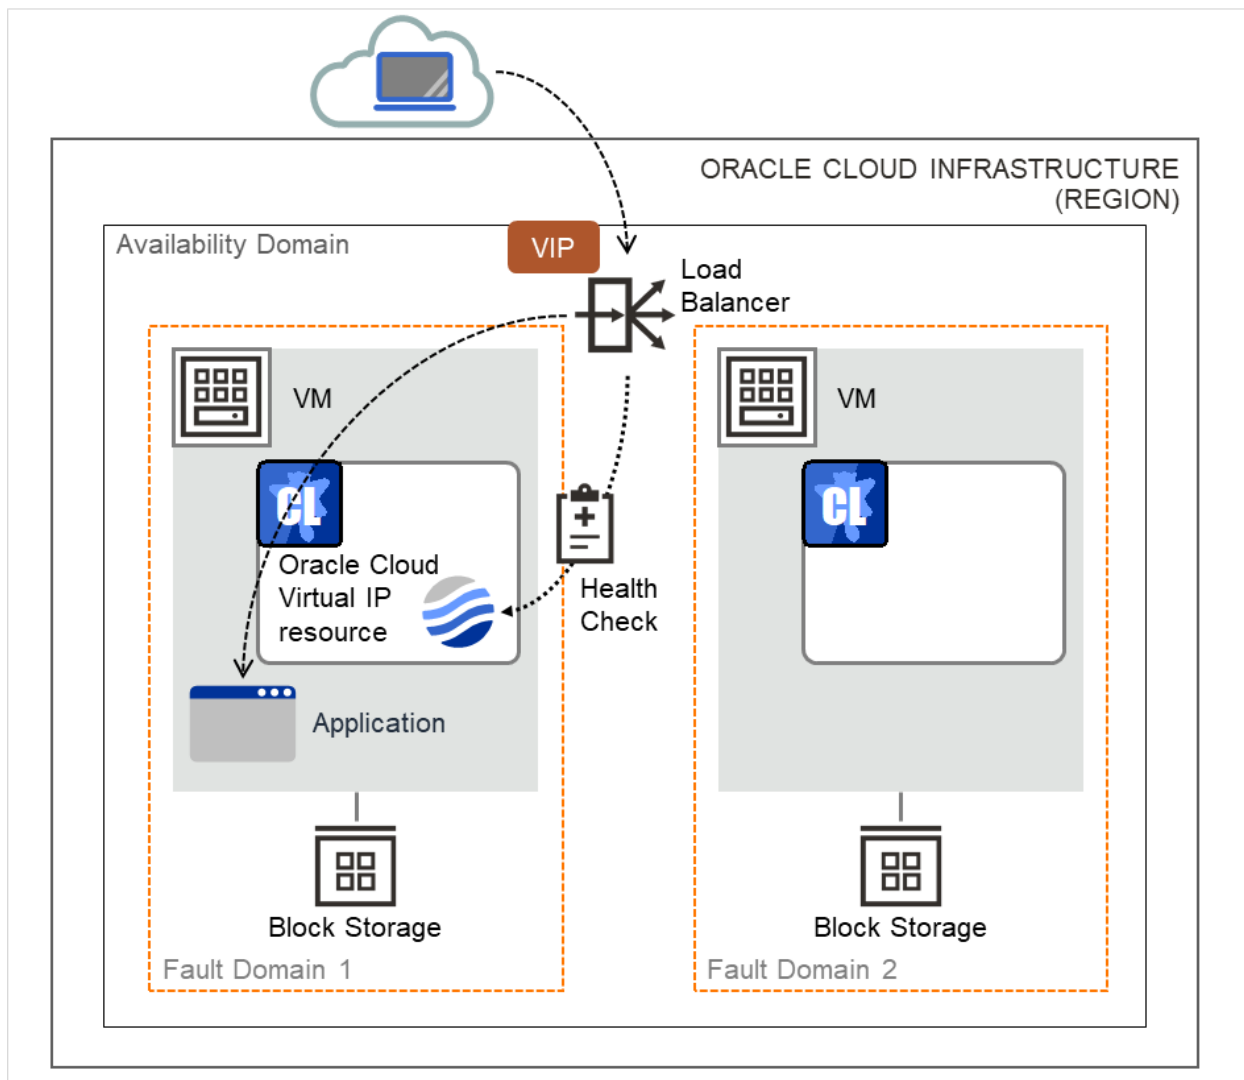 ORACLE CLOUD INFRASTRUCTURE
(REGION)
Availability Domain
VIP
Load
Balancer
VM
VM
CL
CL
Oracle Cloud
Virtual IP
resource
Health
Check
Application
Block Storage
Block Storage
Fault Domain 1
Fault Domain 2